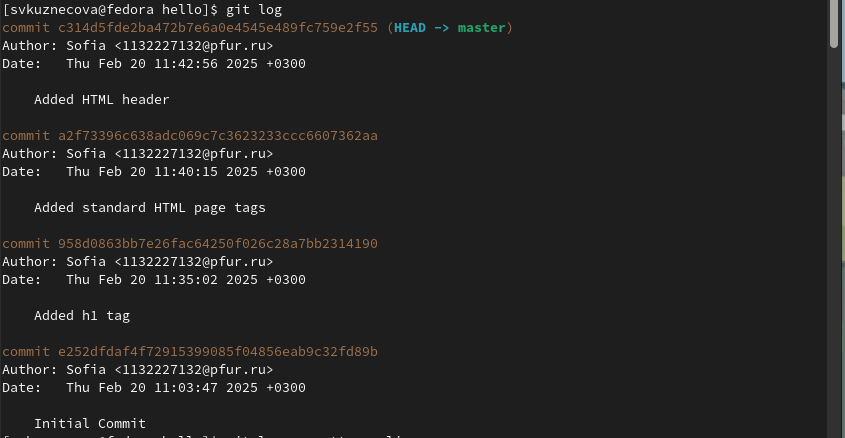 [svkuznecova@fedora hello]$ git log
commit c314d5fde2ba472b7e6a0e4545e489fc759e2f55 (HEAD -> master)
Author: Sofia <1132227132@pfur.ru>
Date:   Thu Feb 20 11:42:56 2025 +0300
Added HTML header
commit a2f73396c638adc069c7c3623233ccc6607362aa
Author: Sofia <1132227132@pfur.ru>
Date:   Thu Feb 20 11:40:15 2025 +0300
Added standard HTML page tags
commit 958d0863bb7e26fac64250f026c28a7bb2314190
Author: Sofia <1132227132@pfur.ru>
Date:   Thu Feb 20 11:35:02 2025 +0300
Added h1 tag
commit e252dfdaf4f72915399085f04856eab9c32fd89b
Author: Sofia <1132227132@pfur.ru>
Date:   Thu Feb 20 11:03:47 2025 +0300
Initial Commit